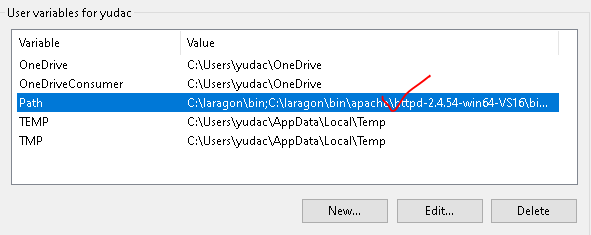 User variables for yudac
Variable Value
OneDrive C:\Users\yudac\OneDrive
OneDriveConsumer C:\Users\yudac\OneDrive
Path C:\laragon\bin;C:\laragon\bin\apache\httpd-2.4.54-win64-VS16\bi...
TEMP C:\Users\yudac\AppData\Local\Temp
TMP C:\Users\yudac\AppData\Local\Temp
New... Edit... Delete